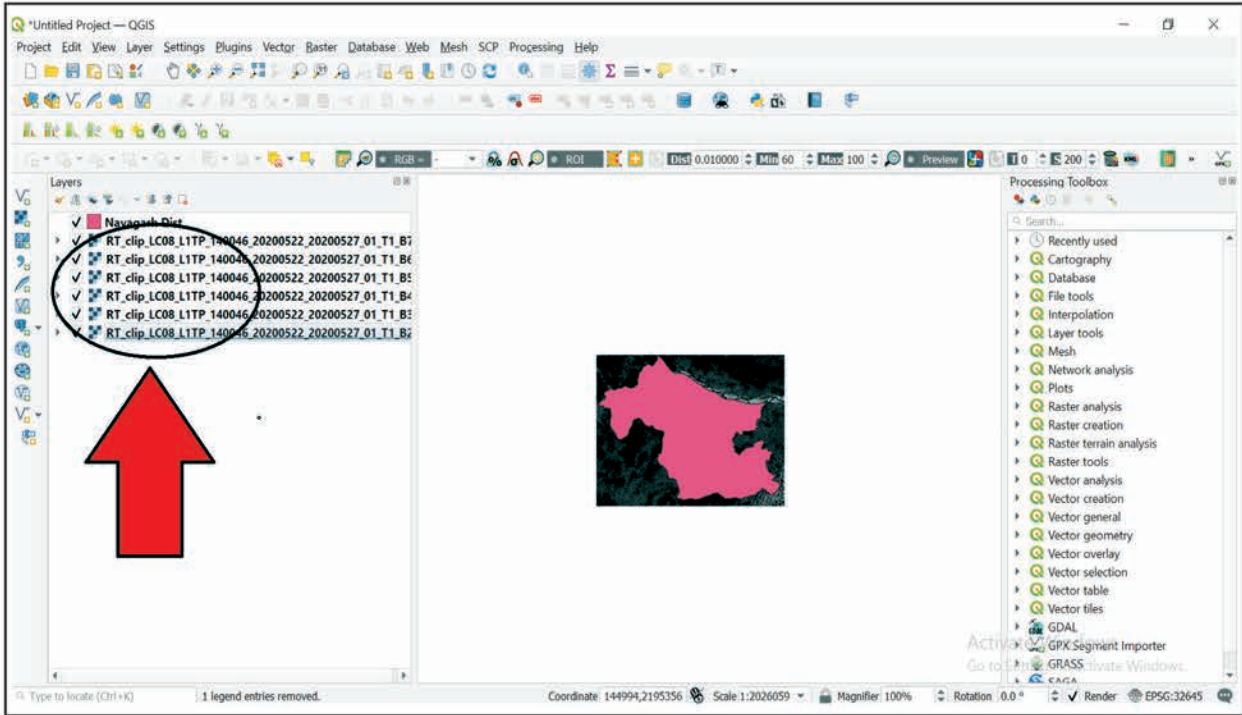 *Untitled Project — QGIS
Project Edit View Layer Settings Plugins Vector Raster Database Web Mesh SCP Processing Help
RGB = - ROI Dist 0.010000 Min 60 Max 100 Preview T 0 S 200
Layers
Nayagarh Dist
RT_clip_LC08_L1TP_140046_20200522_20200527_01_T1_B7
RT_clip_LC08_L1TP_140046_20200522_20200527_01_T1_B6
RT_clip_LC08_L1TP_140046_20200522_20200527_01_T1_B5
RT_clip_LC08_L1TP_140046_20200522_20200527_01_T1_B4
RT_clip_LC08_L1TP_140046_20200522_20200527_01_T1_B3
RT_clip_LC08_L1TP_140046_20200522_20200527_01_T1_B2
Processing Toolbox
Search...
Recently used
Cartography
Database
File tools
Interpolation
Layer tools
Mesh
Network analysis
Plots
Raster analysis
Raster creation
Raster terrain analysis
Raster tools
Vector analysis
Vector creation
Vector general
Vector geometry
Vector overlay
Vector selection
Vector table
Vector tiles
GDAL
GPX Segment Importer
GRASS
SAGA
Activate Windows
Type to locate (Ctrl+K) 1 legend entries removed. Coordinate 144994,2195356 Scale 1:2026059 Magnifier 100% Rotation 0.0 ° Render EPSG:32645